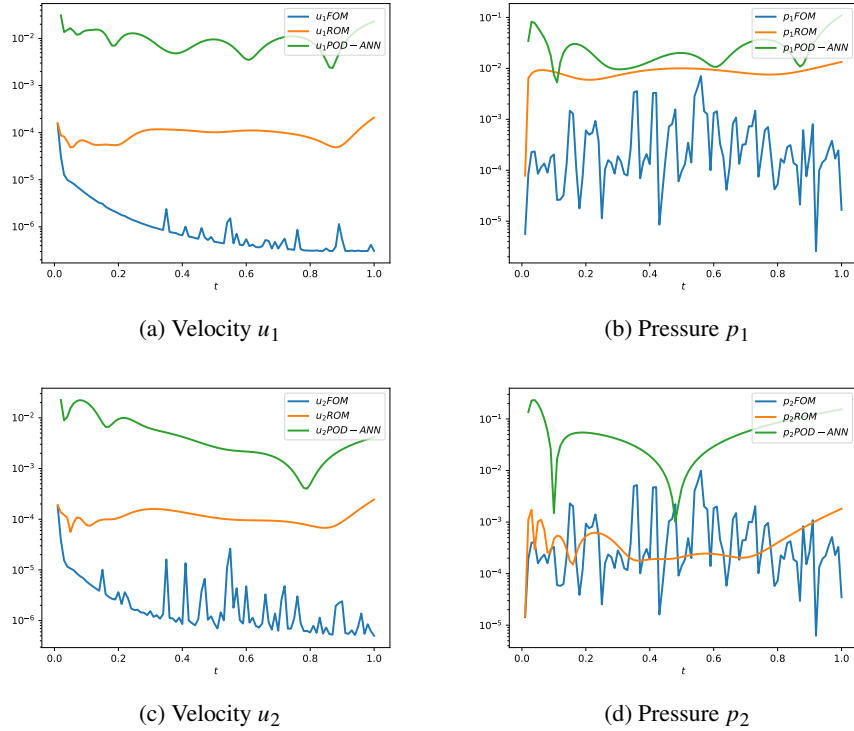 u₁FOM
u₁ROM
u₁POD − ANN
10⁻²
10⁻³
10⁻⁴
10⁻⁵
10⁻⁶
0.0 0.2 0.4 0.6 0.8 1.0
t
(a) Velocity u₁
p₁FOM
p₁ROM
p₁POD − ANN
10⁻¹
10⁻²
10⁻³
10⁻⁴
10⁻⁵
0.0 0.2 0.4 0.6 0.8 1.0
t
(b) Pressure p₁
u₂FOM
u₂ROM
u₂POD − ANN
10⁻²
10⁻³
10⁻⁴
10⁻⁵
10⁻⁶
0.0 0.2 0.4 0.6 0.8 1.0
t
(c) Velocity u₂
p₂FOM
p₂ROM
p₂POD − ANN
10⁻¹
10⁻²
10⁻³
10⁻⁴
10⁻⁵
0.0 0.2 0.4 0.6 0.8 1.0
t
(d) Pressure p₂